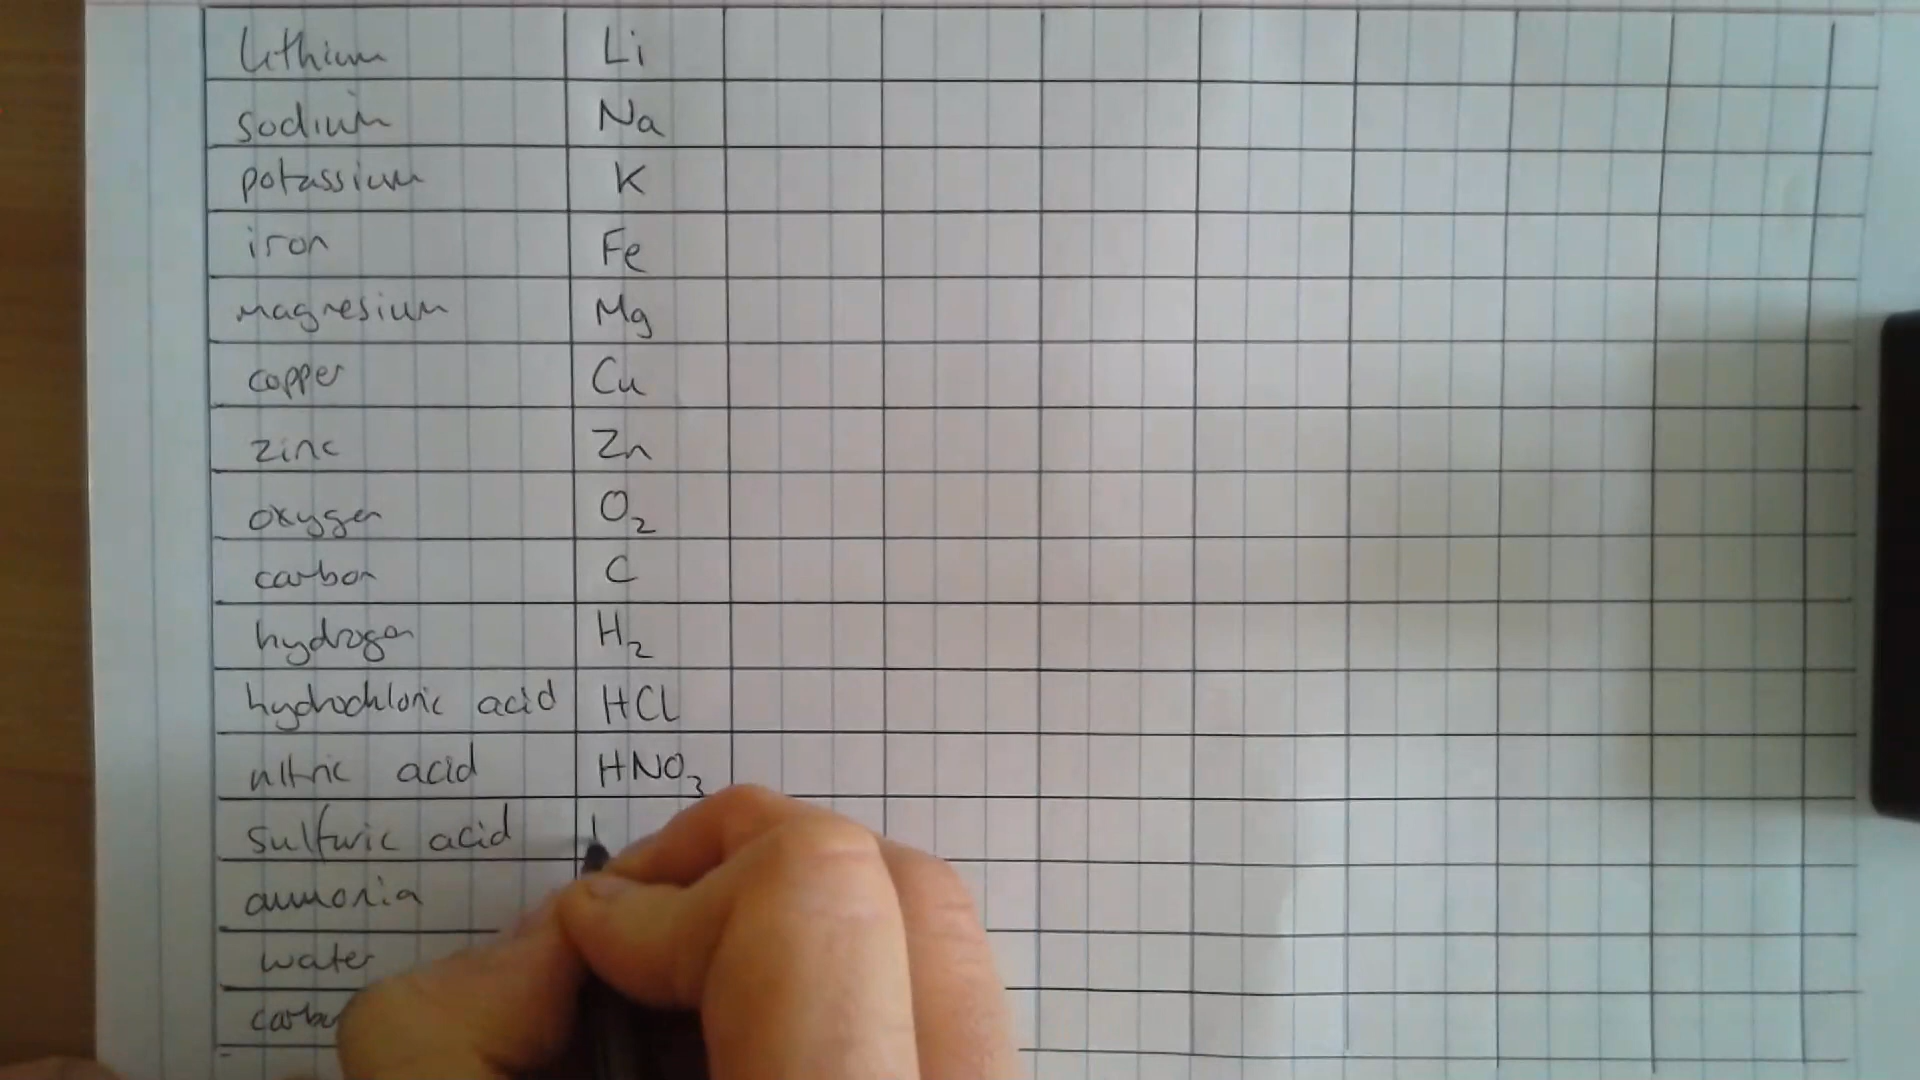 lithium Li
sodium Na
potassium K
iron Fe
magnesium Mg
copper Cu
zinc Zn
oxygen O₂
carbon C
hydrogen H₂
hydrochloric acid HCl
nitric acid HNO₃
sulfuric acid
ammonia
water